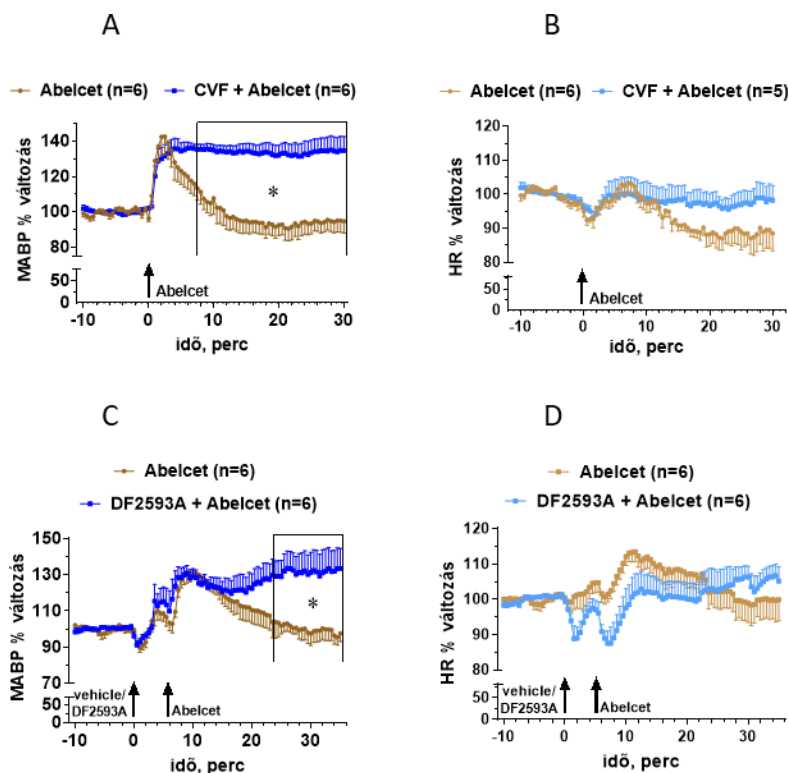 A
B
Abelcet (n=6) CVF + Abelcet (n=6)
Abelcet (n=6) CVF + Abelcet (n=5)
MABP % változás
140
120
100
80
50
0
*
Abelcet
-10 0 10 20 30
idõ, perc
HR % változás
120
110
100
90
80
50
0
Abelcet
-10 0 10 20 30
idõ, perc
C
D
Abelcet (n=6)
DF2593A + Abelcet (n=6)
Abelcet (n=6)
DF2593A + Abelcet (n=6)
MABP % változás
150
130
110
90
70
50
0
*
vehicle/
DF2593A
Abelcet
-10 0 10 20 30
idõ, perc
HR % változás
120
110
100
90
80
50
0
vehicle/
DF2593A
Abelcet
-10 0 10 20 30
idõ, perc